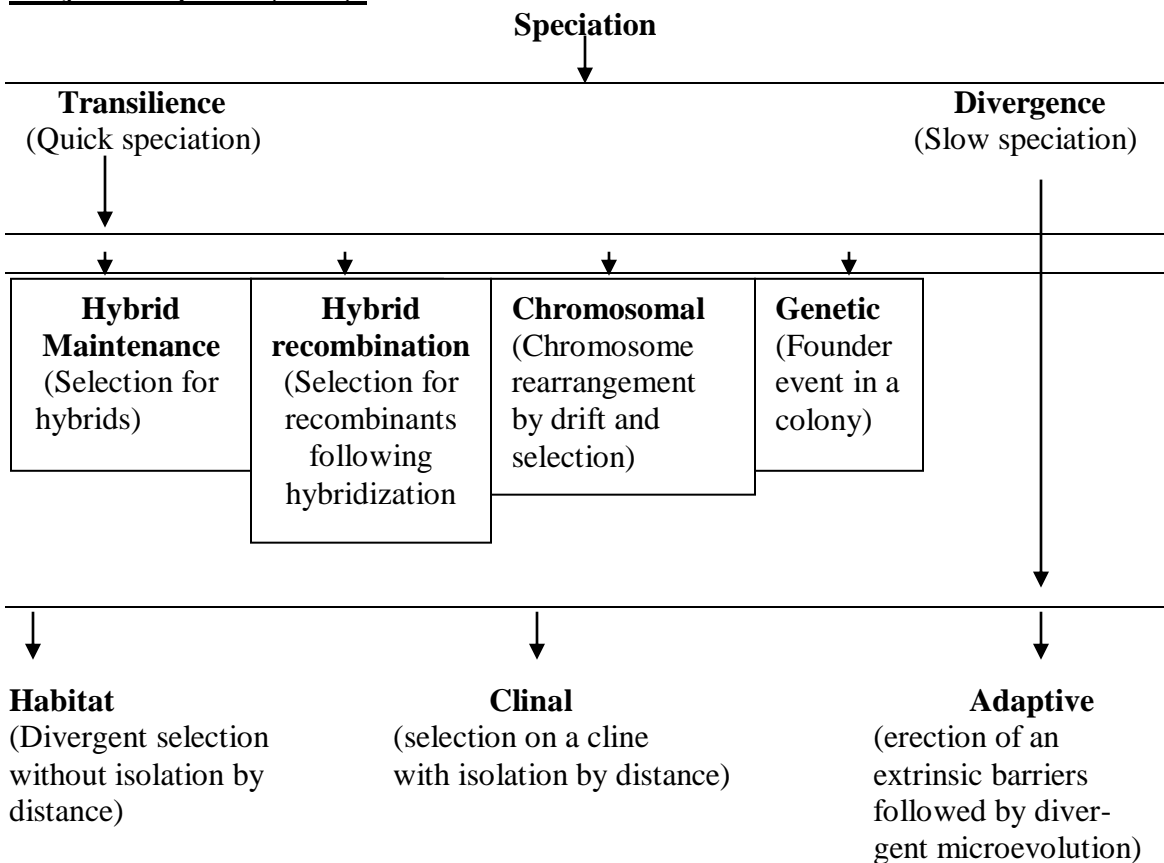 Speciation
Transilience
(Quick speciation)
Divergence
(Slow speciation)
Hybrid
Maintenance
(Selection for
hybrids)
Hybrid
recombination
(Selection for
recombinants
following
hybridization
Chromosomal
(Chromosome
rearrangement
by drift and
selection)
Genetic
(Founder
event in a
colony)
Habitat
(Divergent selection
without isolation by
distance)
Clinal
(selection on a cline
with isolation by distance)
Adaptive
(erection of an
extrinsic barriers
followed by diver-
gent microevolution)